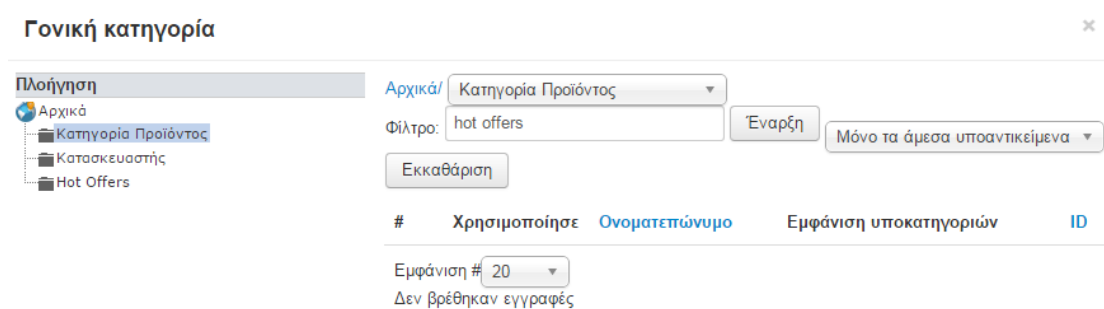 Γονική κατηγορία ×
Πλοήγηση
Αρχικά
Κατηγορία Προϊόντος
Κατασκευαστής
Hot Offers
Αρχικά/ Κατηγορία Προϊόντος
Φίλτρο: hot offers Έναρξη Μόνο τα άμεσα υποαντικείμενα
Εκκαθάριση
# Χρησιμοποίησε Ονοματεπώνυμο Εμφάνιση υποκατηγοριών ID
Εμφάνιση # 20
Δεν βρέθηκαν εγγραφές